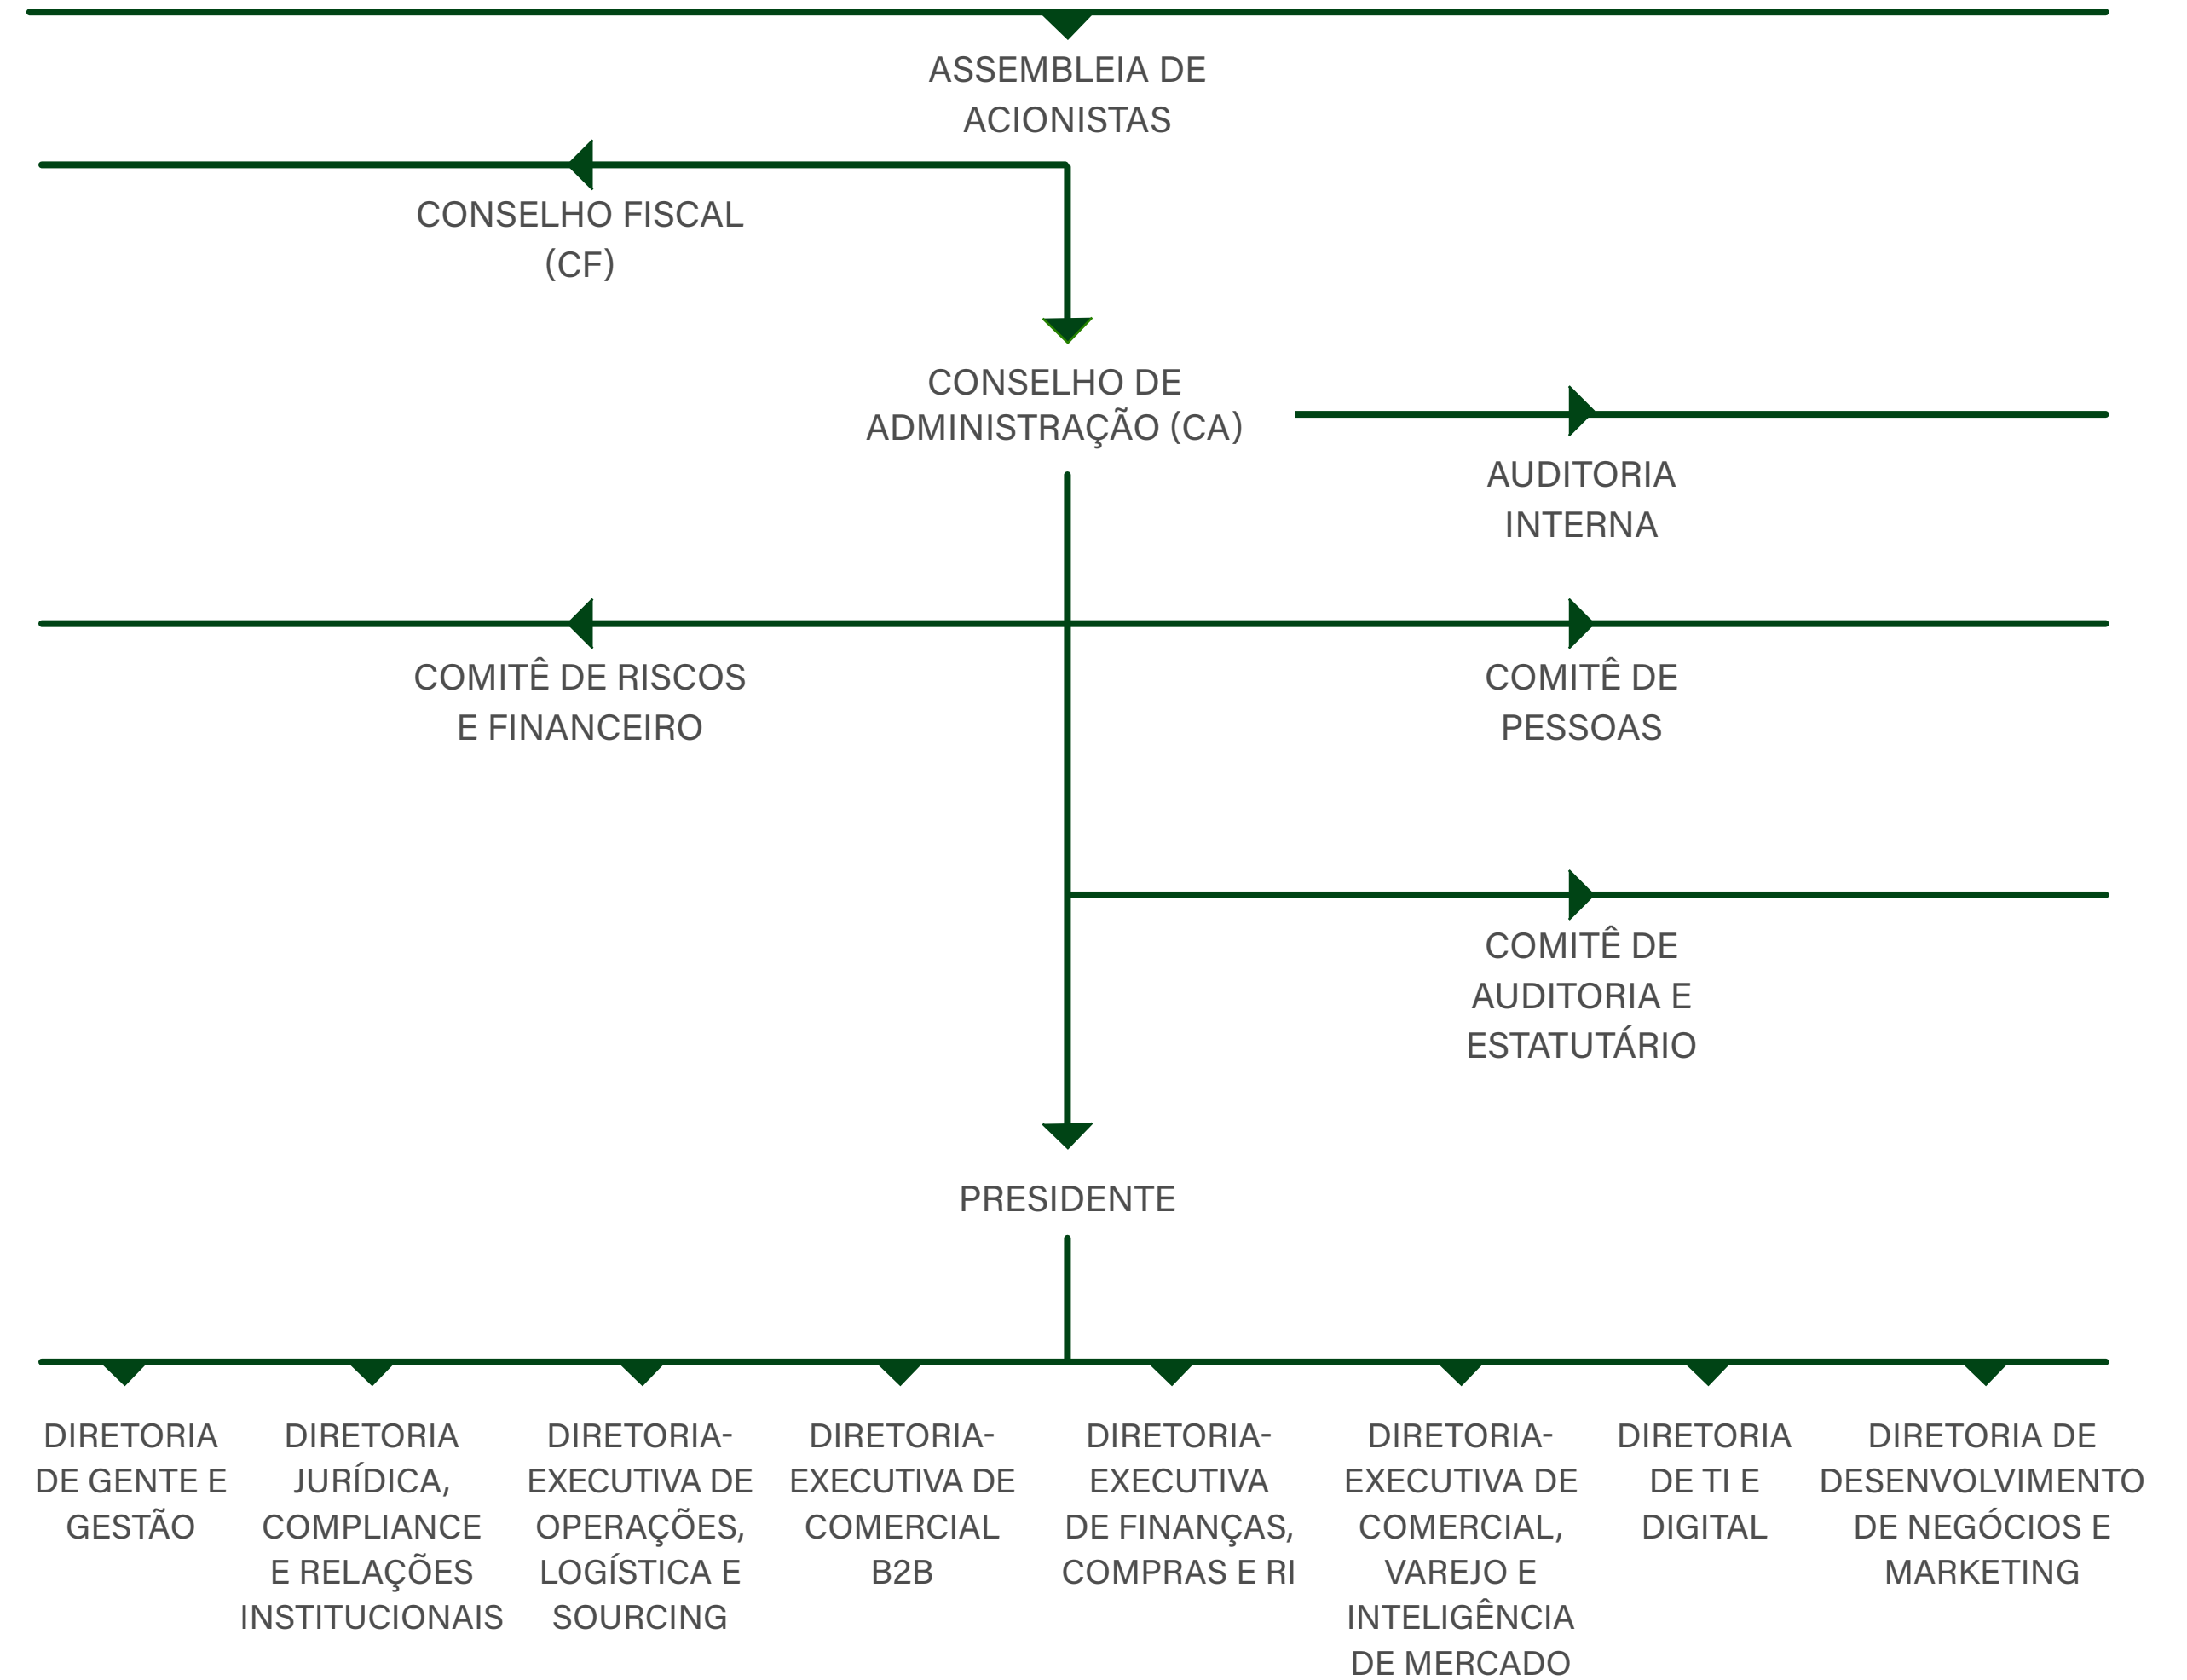 ASSEMBLEIA DE
ACIONISTAS
CONSELHO FISCAL
(CF)
CONSELHO DE
ADMINISTRAÇÃO (CA)
AUDITORIA
INTERNA
COMITÊ DE RISCOS
E FINANCEIRO
COMITÊ DE
PESSOAS
COMITÊ DE
AUDITORIA E
ESTATUTÁRIO
PRESIDENTE
DIRETORIA
DE GENTE E
GESTÃO
DIRETORIA
JURÍDICA,
COMPLIANCE
E RELAÇÕES
INSTITUCIONAIS
DIRETORIA-
EXECUTIVA DE
OPERAÇÕES,
LOGÍSTICA E
SOURCING
DIRETORIA-
EXECUTIVA DE
COMERCIAL
B2B
DIRETORIA-
EXECUTIVA
DE FINANÇAS,
COMPRAS E RI
DIRETORIA-
EXECUTIVA DE
COMERCIAL,
VAREJO E
INTELIGÊNCIA
DE MERCADO
DIRETORIA
DE TI E
DIGITAL
DIRETORIA DE
DESENVOLVIMENTO
DE NEGÓCIOS E
MARKETING